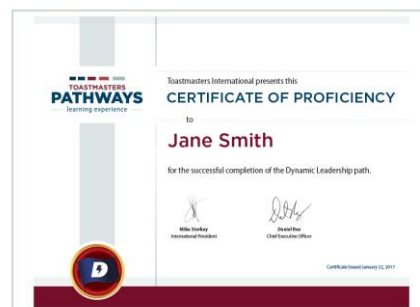 TOASTMASTERS
PATHWAYS
learning experience
Toastmasters International presents this
CERTIFICATE OF PROFICIENCY
to
Jane Smith
for the successful completion of the Dynamic Leadership path.
Mike Storkey
International President
Daniel Rex
Chief Executive Officer
Certificate issued January 22, 2017
D